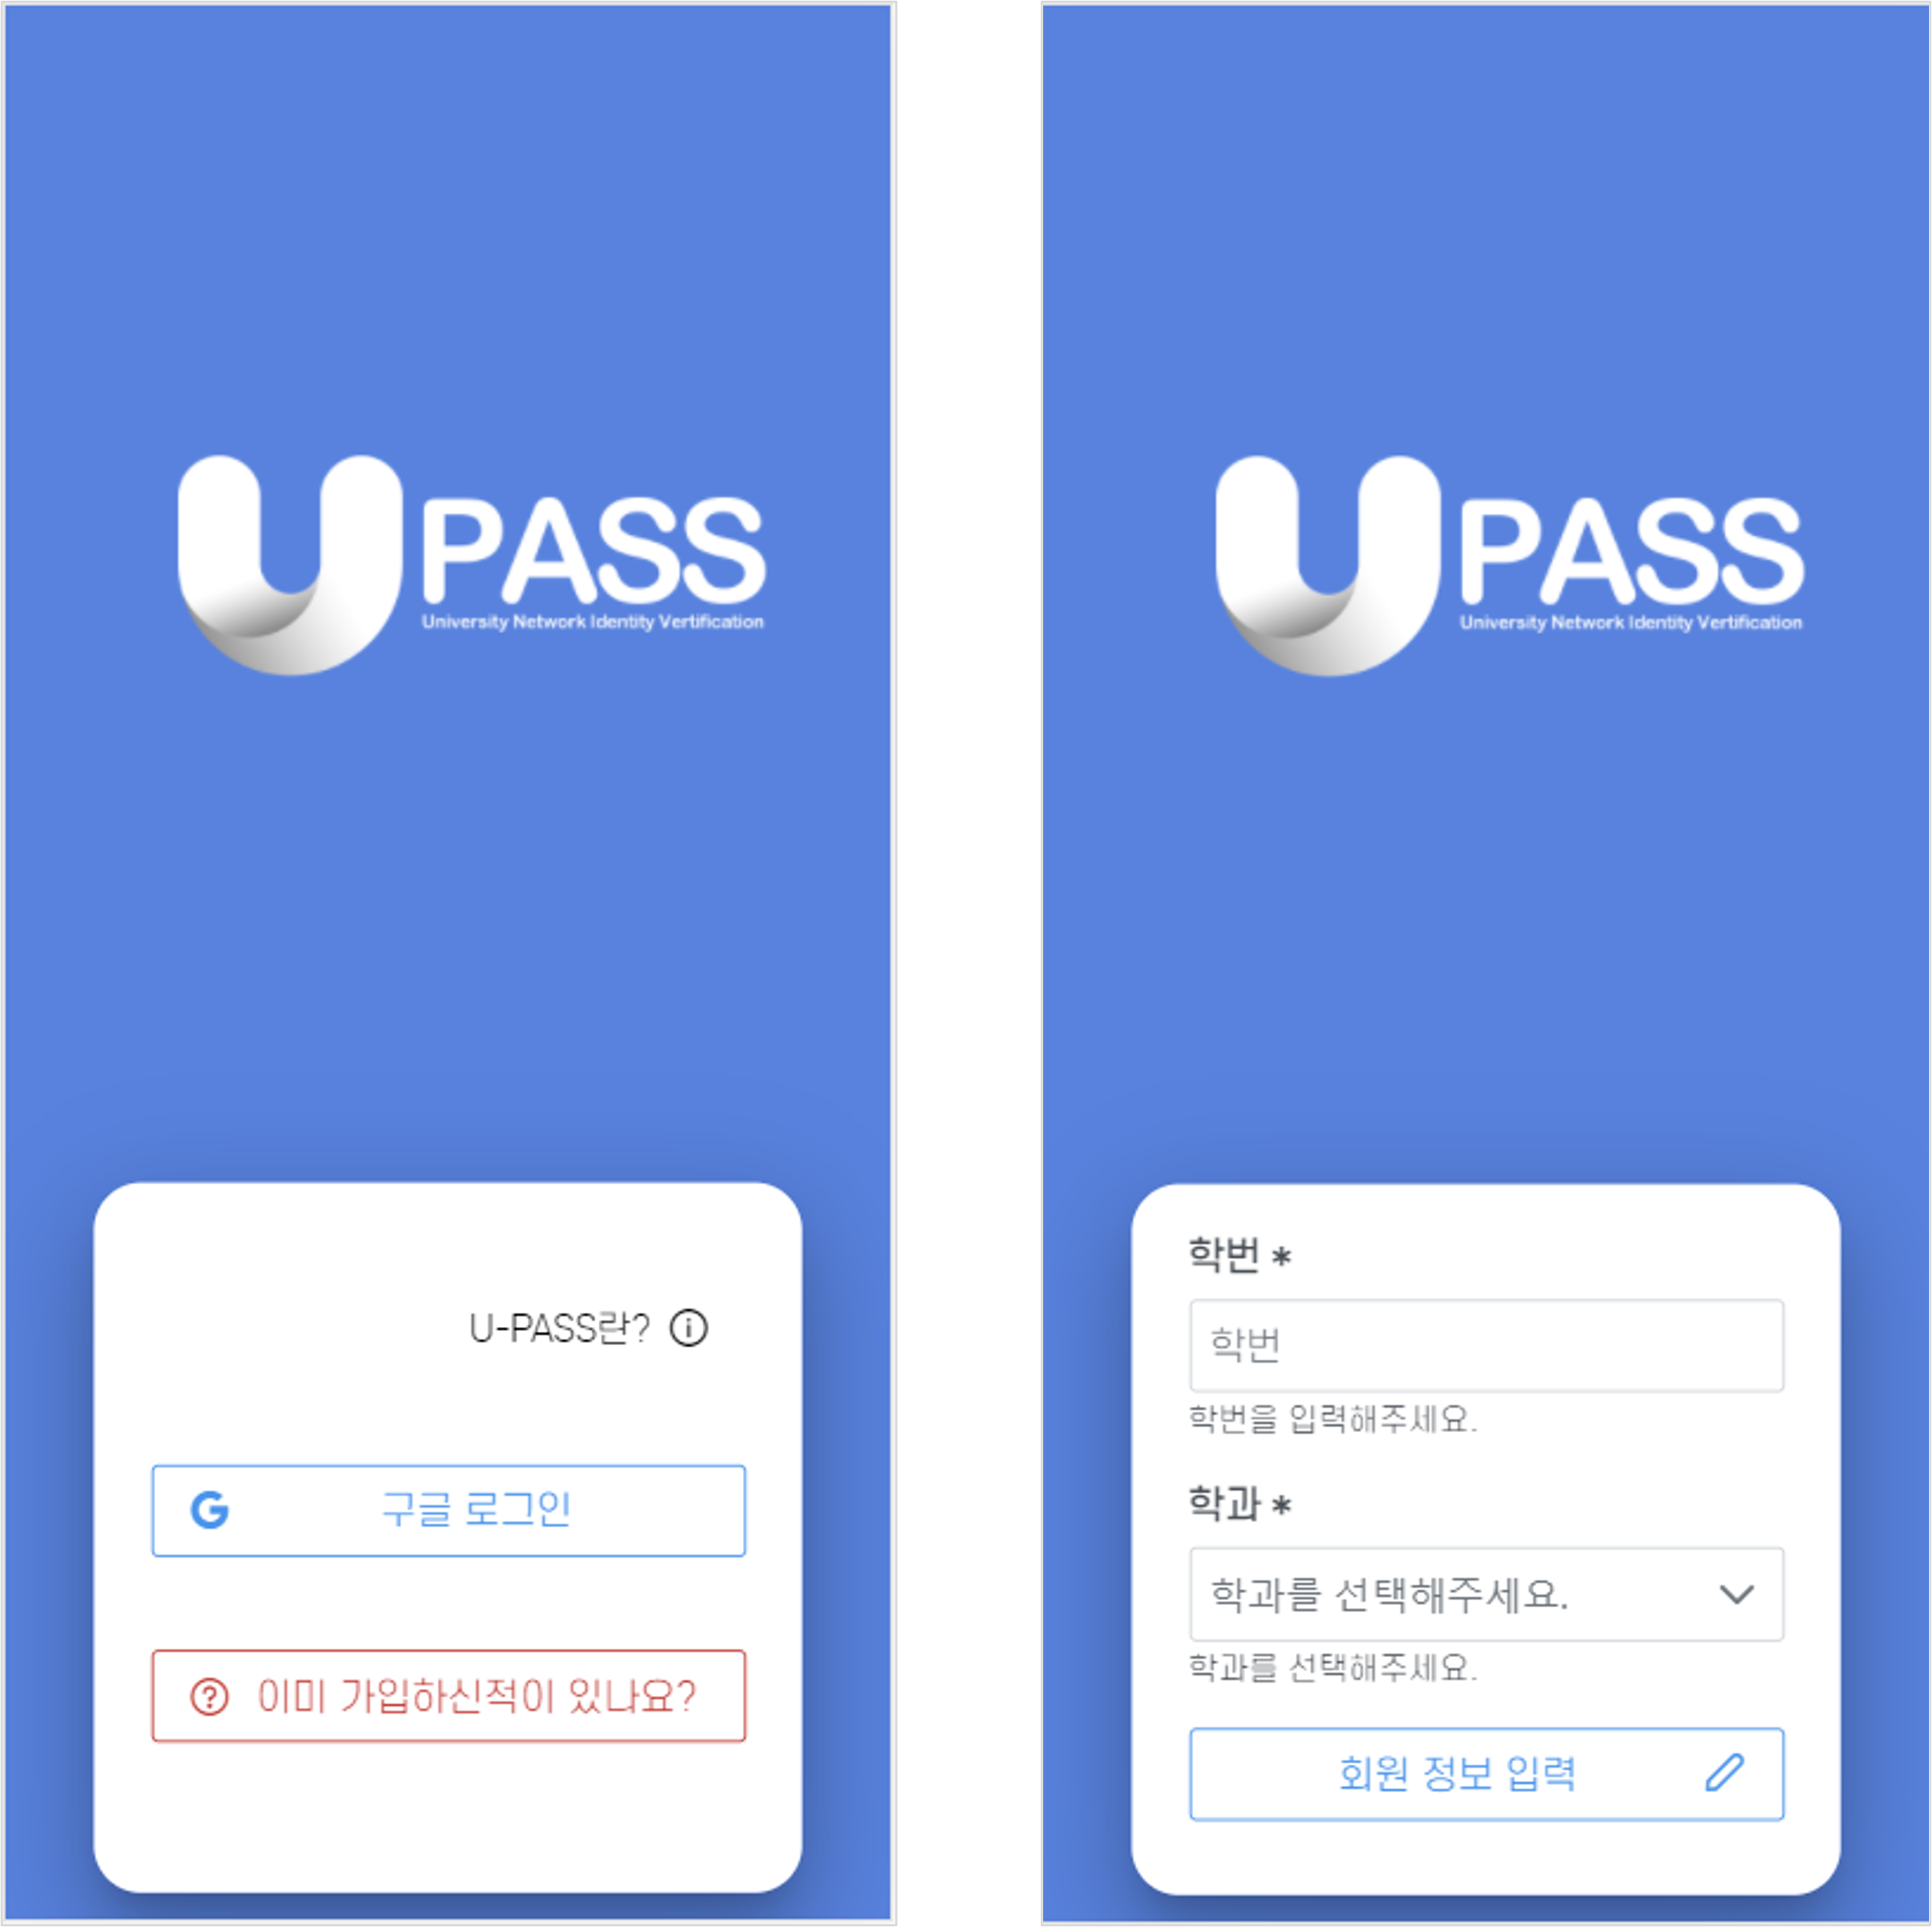 UPASS
University Network Identity Vertification
U-PASS란?
구글 로그인
이미 가입하신적이 있나요?
UPASS
University Network Identity Vertification
학번 *
학번
학번을 입력해주세요.
학과 *
학과를 선택해주세요.
학과를 선택해주세요.
회원 정보 입력